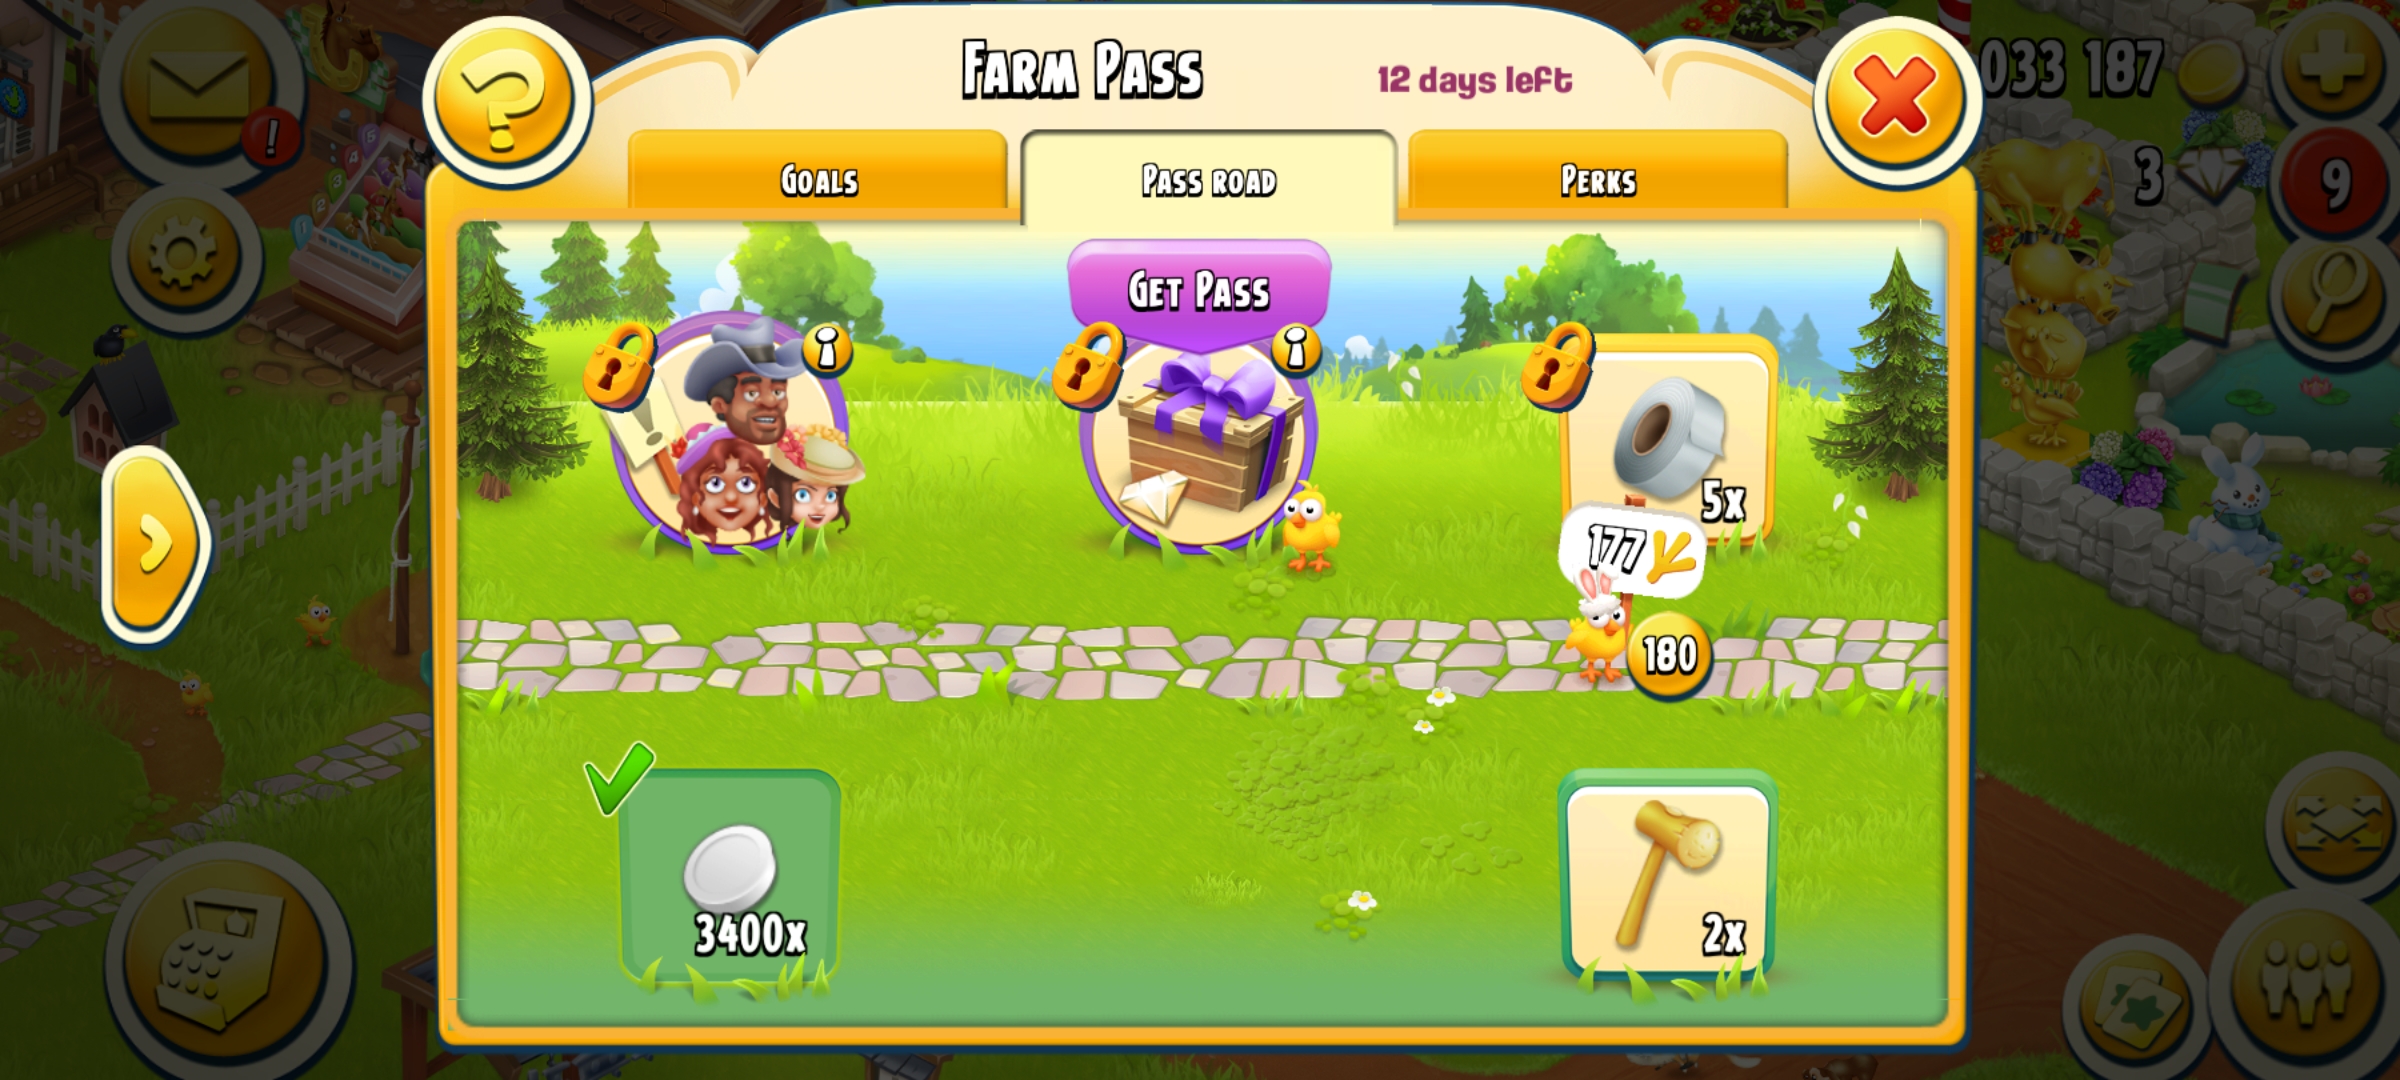 FARM PASS
12 days left
033 187
3
9
GOALS
PASS ROAD
PERKS
GET PASS
5x
177
180
3400x
2x